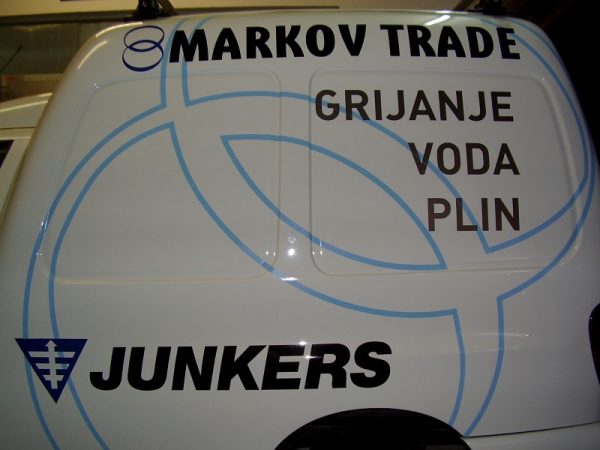 MARKOV TRADE
GRIJANJE
VODA
PLIN
JUNKERS